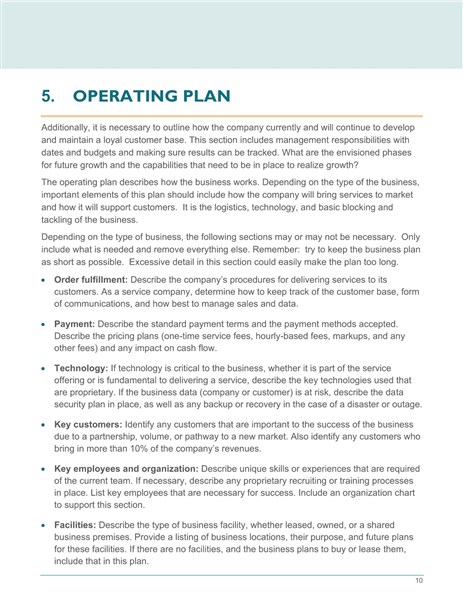 5. OPERATING PLAN
Additionally, it is necessary to outline how the company currently and will continue to develop
and maintain a loyal customer base. This section includes management responsibilities with
dates and budgets and making sure results can be tracked. What are the envisioned phases
for future growth and the capabilities that need to be in place to realize growth?
The operating plan describes how the business works. Depending on the type of the business,
important elements of this plan should include how the company will bring services to market
and how it will support customers. It is the logistics, technology, and basic blocking and
tackling of the business.
Depending on the type of business, the following sections may or may not be necessary. Only
include what is needed and remove everything else. Remember: try to keep the business plan
as short as possible. Excessive detail in this section could easily make the plan too long.
• Order fulfillment: Describe the company's procedures for delivering services to its
customers. As a service company, determine how to keep track of the customer base, form
of communications, and how best to manage sales and data.
• Payment: Describe the standard payment terms and the payment methods accepted.
Describe the pricing plans (one-time service fees, hourly-based fees, markups, and any
other fees) and any impact on cash flow.
• Technology: If technology is critical to the business, whether it is part of the service
offering or is fundamental to delivering a service, describe the key technologies used that
are proprietary. If the business data (company or customer) is at risk, describe the data
security plan in place, as well as any backup or recovery in the case of a disaster or outage.
• Key customers: Identify any customers that are important to the success of the business
due to a partnership, volume, or pathway to a new market. Also identify any customers who
bring in more than 10% of the company's revenues.
• Key employees and organization: Describe unique skills or experiences that are required
of the current team. If necessary, describe any proprietary recruiting or training processes
in place. List key employees that are necessary for success. Include an organization chart
to support this section.
• Facilities: Describe the type of business facility, whether leased, owned, or a shared
business premises. Provide a listing of business locations, their purpose, and future plans
for these facilities. If there are no facilities, and the business plans to buy or lease them,
include that in this plan.
10